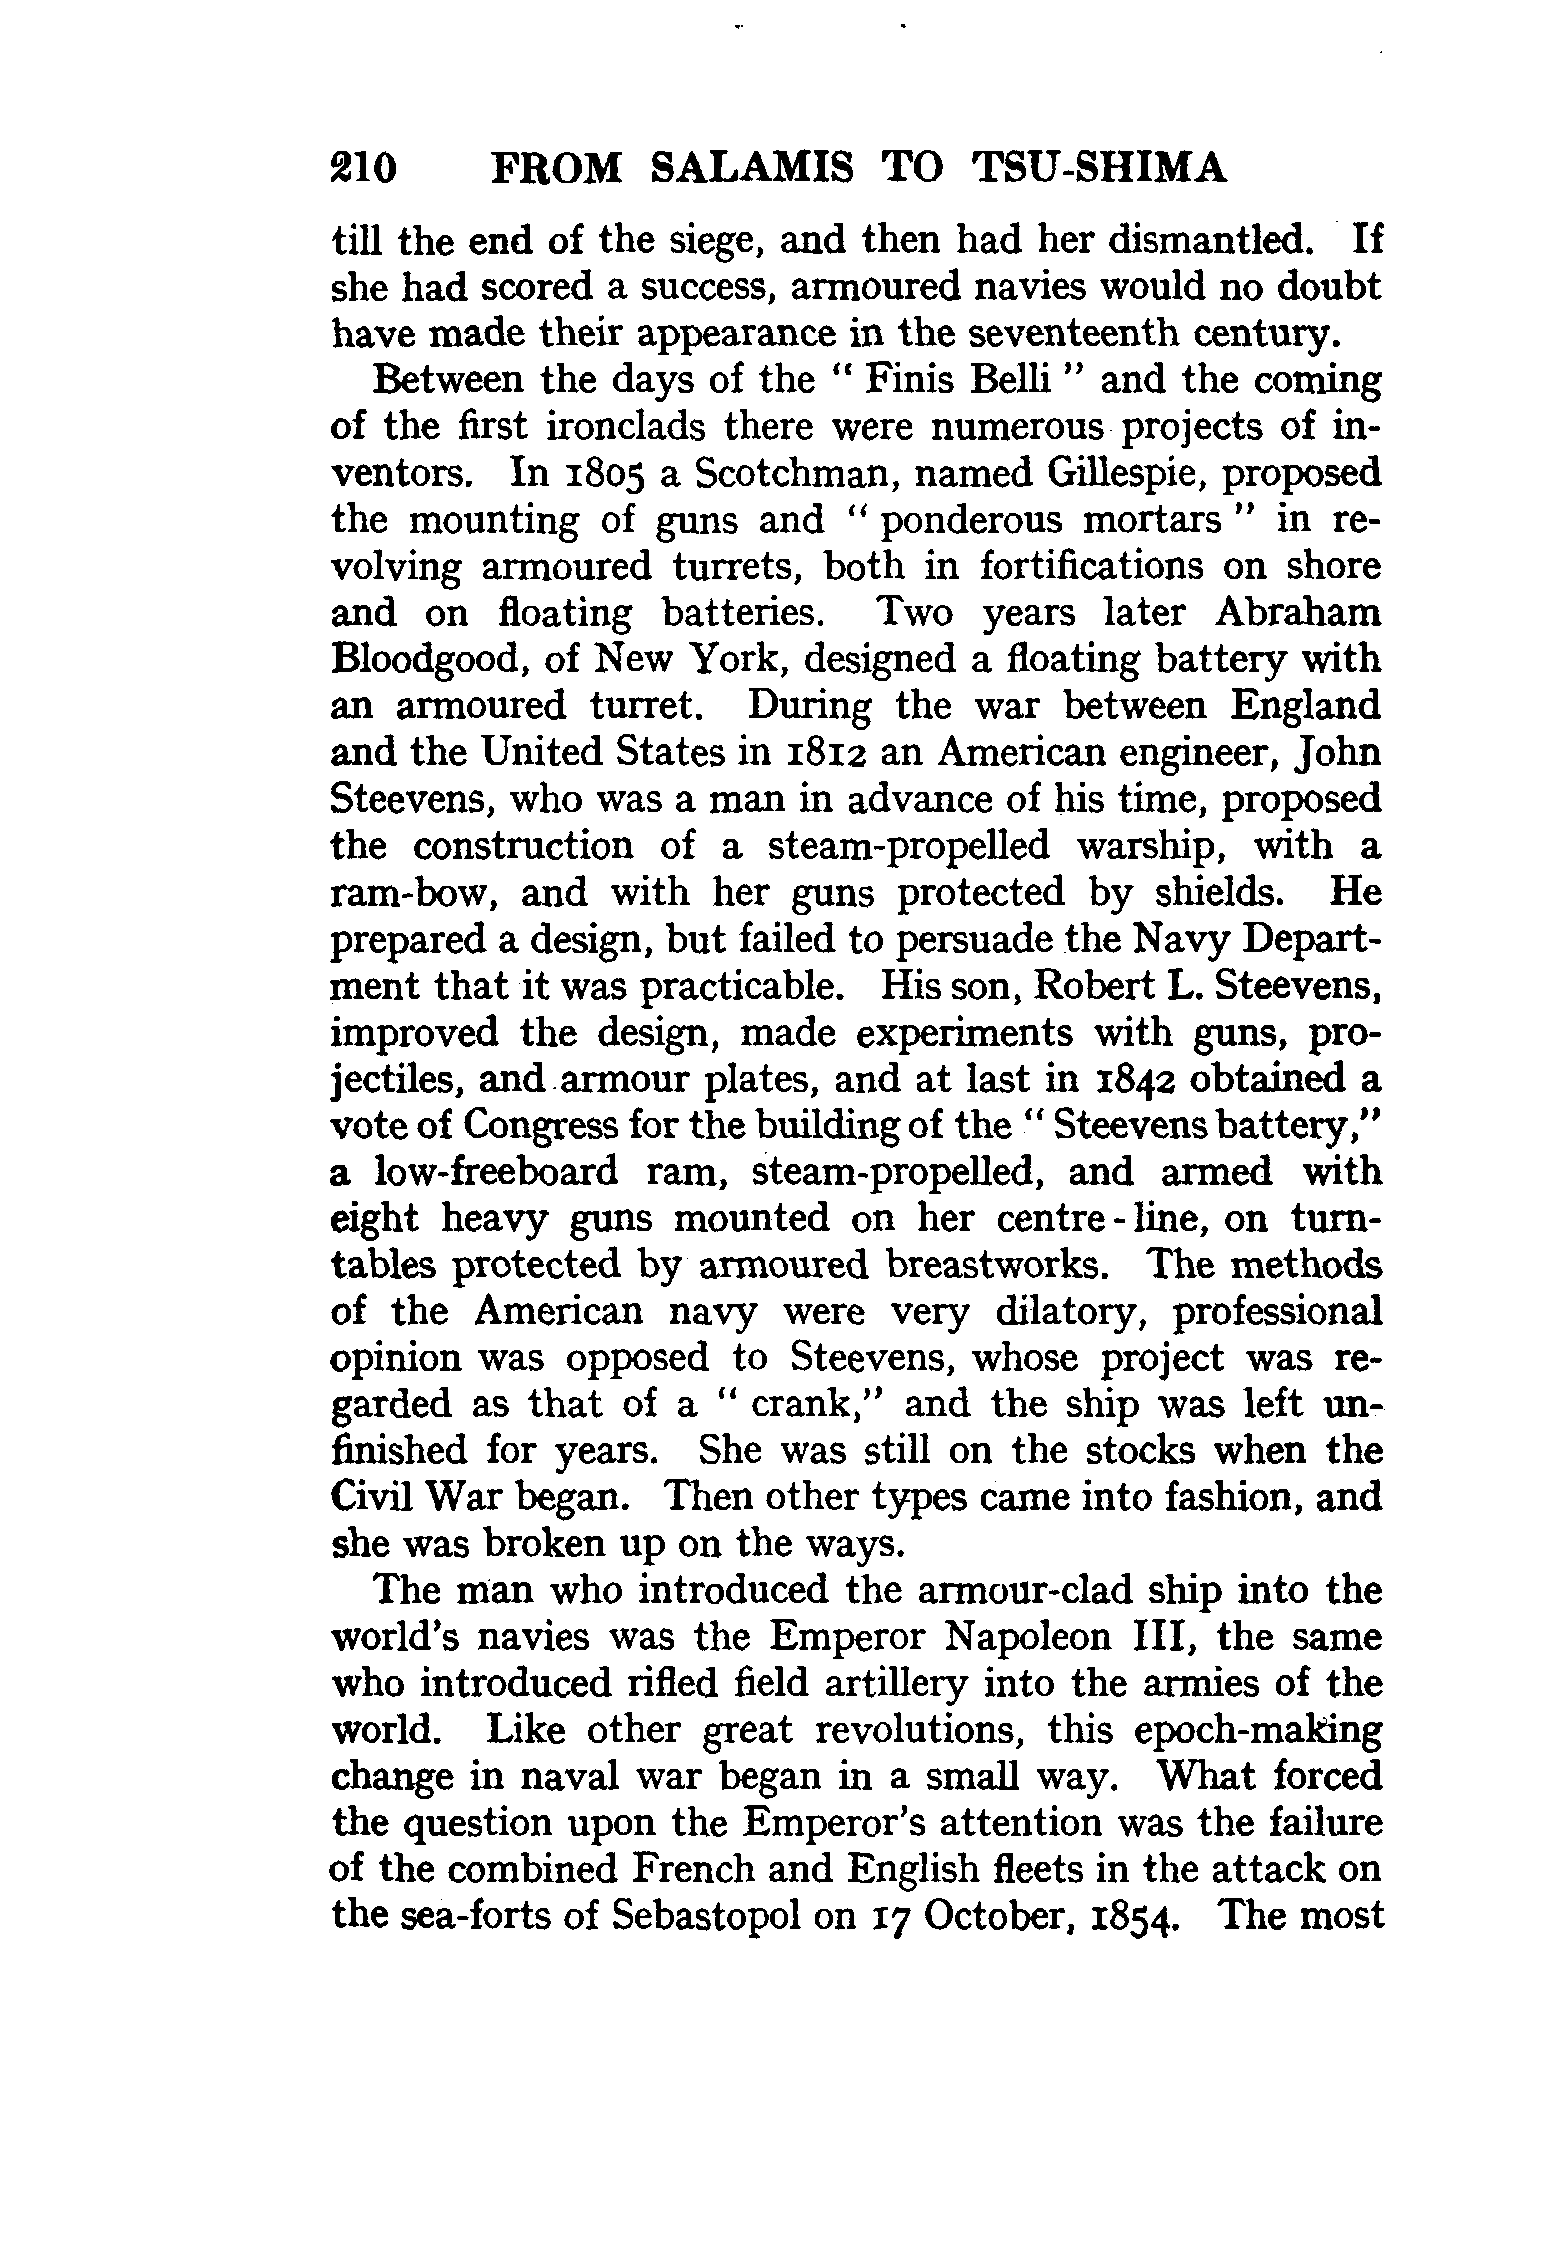 210 FROM SALAMIS TO TSU-SHIMA
till the end of the siege, and then had her dismantled. If
she had scored a success, armoured navies would no doubt
have made their appearance in the seventeenth century.
Between the days of the " Finis Belli " and the coming
of the first ironclads there were numerous projects of in-
ventors. In 1805 a Scotchman, named Gillespie, proposed
the mounting of guns and " ponderous mortars " in re-
volving armoured turrets, both in fortifications on shore
and on floating batteries. Two years later Abraham
Bloodgood, of New York, designed a floating battery with
an armoured turret. During the war between England
and the United States in 1812 an American engineer, John
Steevens, who was a man in advance of his time, proposed
the construction of a steam-propelled warship, with a
ram-bow, and with her guns protected by shields. He
prepared a design, but failed to persuade the Navy Depart-
ment that it was practicable. His son, Robert L. Steevens,
improved the design, made experiments with guns, pro-
jectiles, and armour plates, and at last in 1842 obtained a
vote of Congress for the building of the " Steevens battery,"
a low-freeboard ram, steam-propelled, and armed with
eight heavy guns mounted on her centre-line, on turn-
tables protected by armoured breastworks. The methods
of the American navy were very dilatory, professional
opinion was opposed to Steevens, whose project was re-
garded as that of a " crank," and the ship was left un-
finished for years. She was still on the stocks when the
Civil War began. Then other types came into fashion, and
she was broken up on the ways.
The man who introduced the armour-clad ship into the
world's navies was the Emperor Napoleon III, the same
who introduced rifled field artillery into the armies of the
world. Like other great revolutions, this epoch-making
change in naval war began in a small way. What forced
the question upon the Emperor's attention was the failure
of the combined French and English fleets in the attack on
the sea-forts of Sebastopol on 17 October, 1854. The most